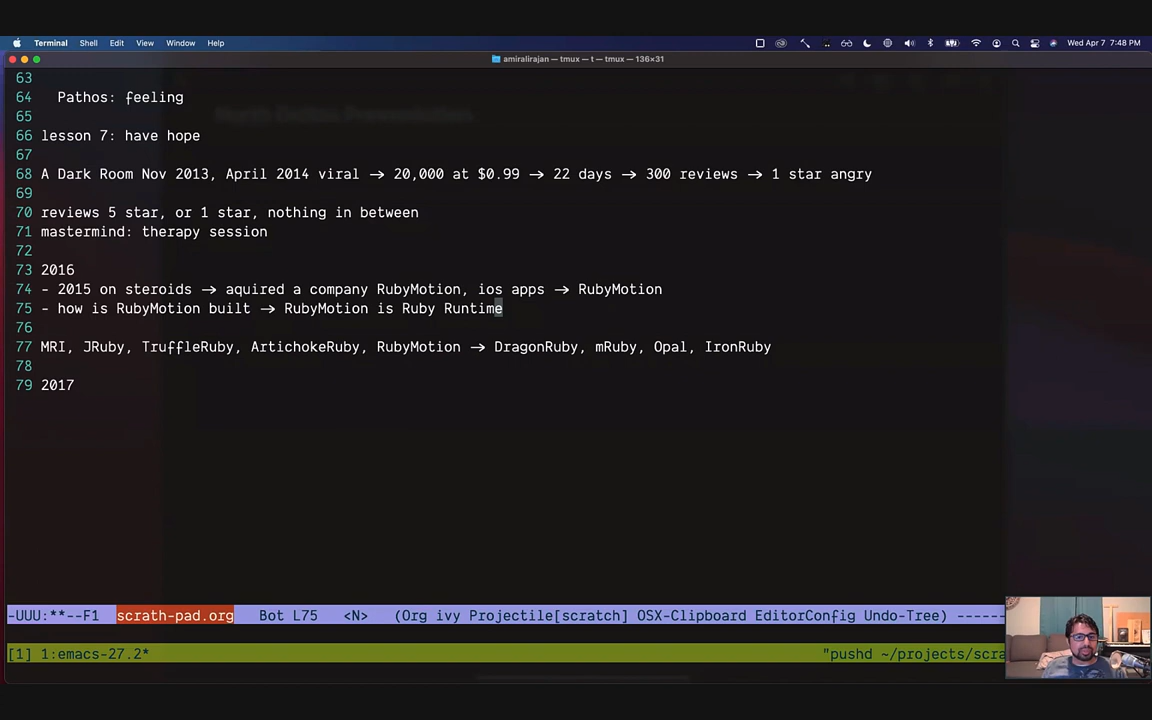 Terminal Shell Edit View Window Help Wed Apr 7 7:48 PM
amiralirajan — tmux — t — tmux — 136×31
63
64 Pathos: feeling
65
66 lesson 7: have hope
67
68 A Dark Room Nov 2013, April 2014 viral → 20,000 at $0.99 → 22 days → 300 reviews → 1 star angry
69
70 reviews 5 star, or 1 star, nothing in between
71 mastermind: therapy session
72
73 2016
74 - 2015 on steroids → aquired a company RubyMotion, ios apps → RubyMotion
75 - how is RubyMotion built → RubyMotion is Ruby Runtime
76
77 MRI, JRuby, TruffleRuby, ArtichokeRuby, RubyMotion → DragonRuby, mRuby, Opal, IronRuby
78
79 2017
-UUU:**--F1 scrath-pad.org Bot L75 <N> (Org ivy Projectile[scratch] OSX-Clipboard EditorConfig Undo-Tree) ------
[1] 1:emacs-27.2* "pushd ~/projects/scra